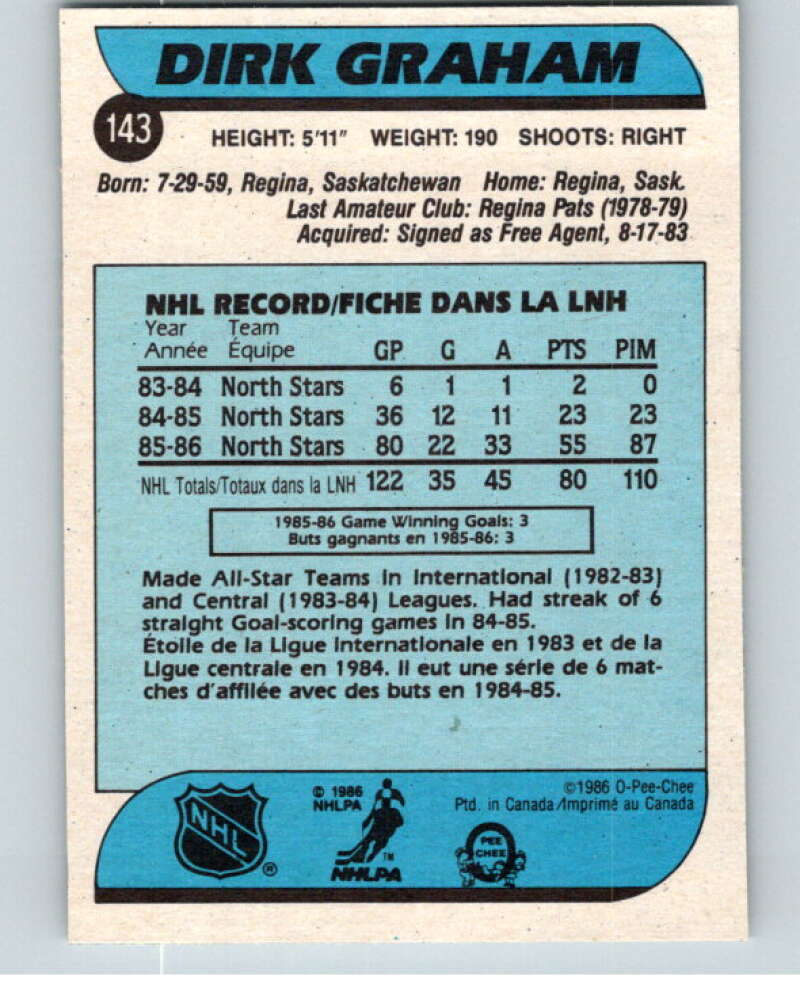 DIRK GRAHAM
143
HEIGHT: 5'11" WEIGHT: 190 SHOOTS: RIGHT
Born: 7-29-59, Regina, Saskatchewan Home: Regina, Sask.
Last Amateur Club: Regina Pats (1978-79)
Acquired: Signed as Free Agent, 8-17-83
NHL RECORD/FICHE DANS LA LNH
Year Team
Année Équipe GP G A PTS PIM
83-84 North Stars 6 1 1 2 0
84-85 North Stars 36 12 11 23 23
85-86 North Stars 80 22 33 55 87
NHL Totals/Totaux dans la LNH 122 35 45 80 110
1985-86 Game Winning Goals: 3
Buts gagnants en 1985-86: 3
Made All-Star Teams in International (1982-83)
and Central (1983-84) Leagues. Had streak of 6
straight Goal-scoring games in 84-85.
Étoile de la Ligue internationale en 1983 et de la
Ligue centrale en 1984. Il eut une série de 6 mat-
ches d'affilée avec des buts en 1984-85.
NHL ®
© 1986
NHLPA
TM
NHLPA
©1986 O-Pee-Chee
Ptd. in Canada/Imprimé au Canada
PEE
CHEE